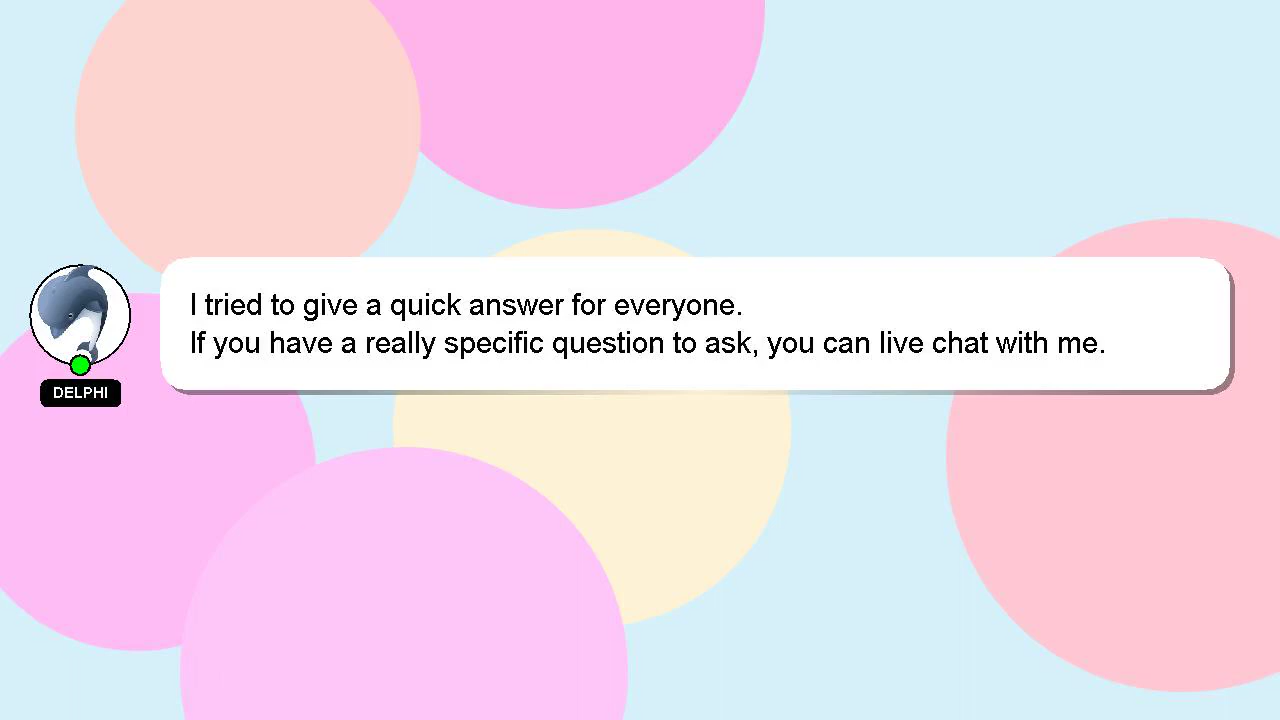 I tried to give a quick answer for everyone.
If you have a really specific question to ask, you can live chat with me.
DELPHI